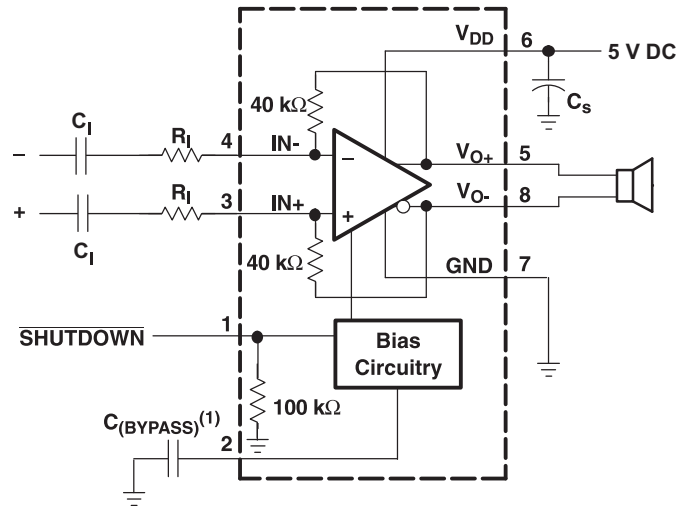 V_DD 6
5 V DC
40 kΩ
C_S
C_I
R_I
4
IN-
−
V_O+
5
−
+
R_I
3
IN+
+
V_O-
8
C_I
40 kΩ
GND
7
SHUTDOWN
1
Bias
Circuitry
100 kΩ
C_(BYPASS)^(1)
2